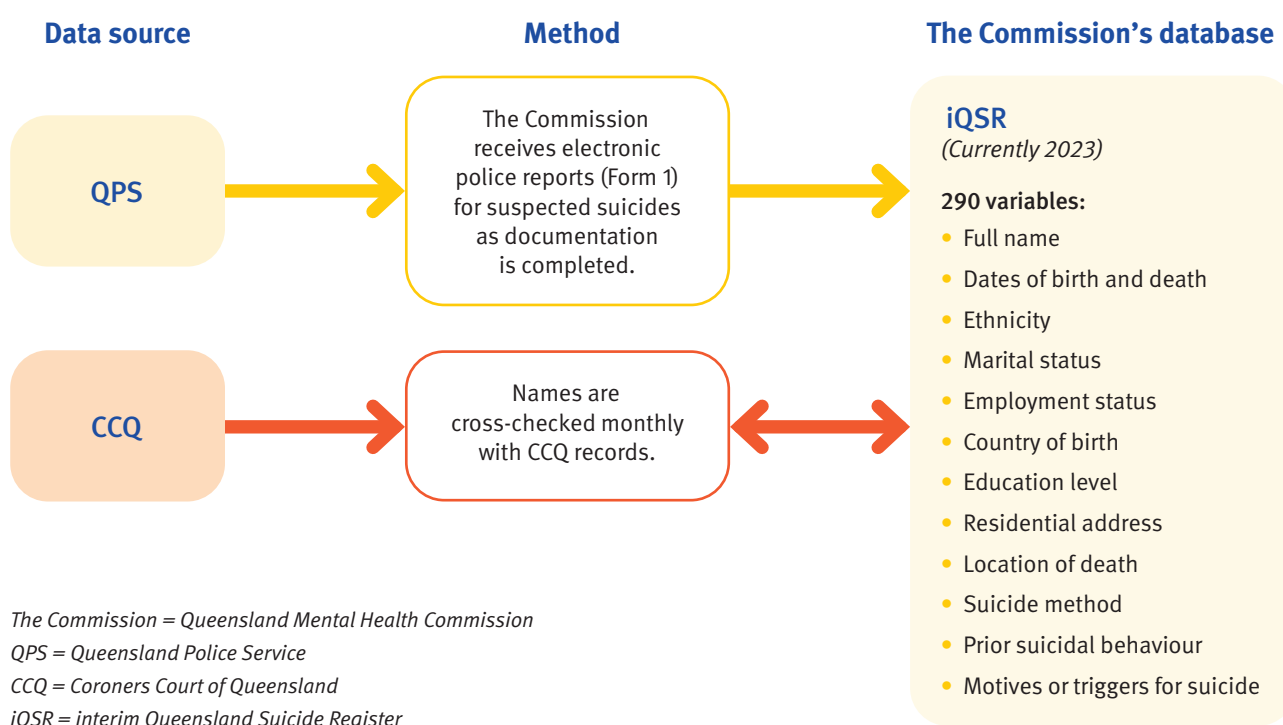 Data source
Method
The Commission's database
QPS
The Commission
receives electronic
police reports (Form 1)
for suspected suicides
as documentation
is completed.
CCQ
Names are
cross-checked monthly
with CCQ records.
iQSR
(Currently 2023)
290 variables:
• Full name
• Dates of birth and death
• Ethnicity
• Marital status
• Employment status
• Country of birth
• Education level
• Residential address
• Location of death
• Suicide method
• Prior suicidal behaviour
• Motives or triggers for suicide
The Commission = Queensland Mental Health Commission
QPS = Queensland Police Service
CCQ = Coroners Court of Queensland
iQSR = interim Queensland Suicide Register